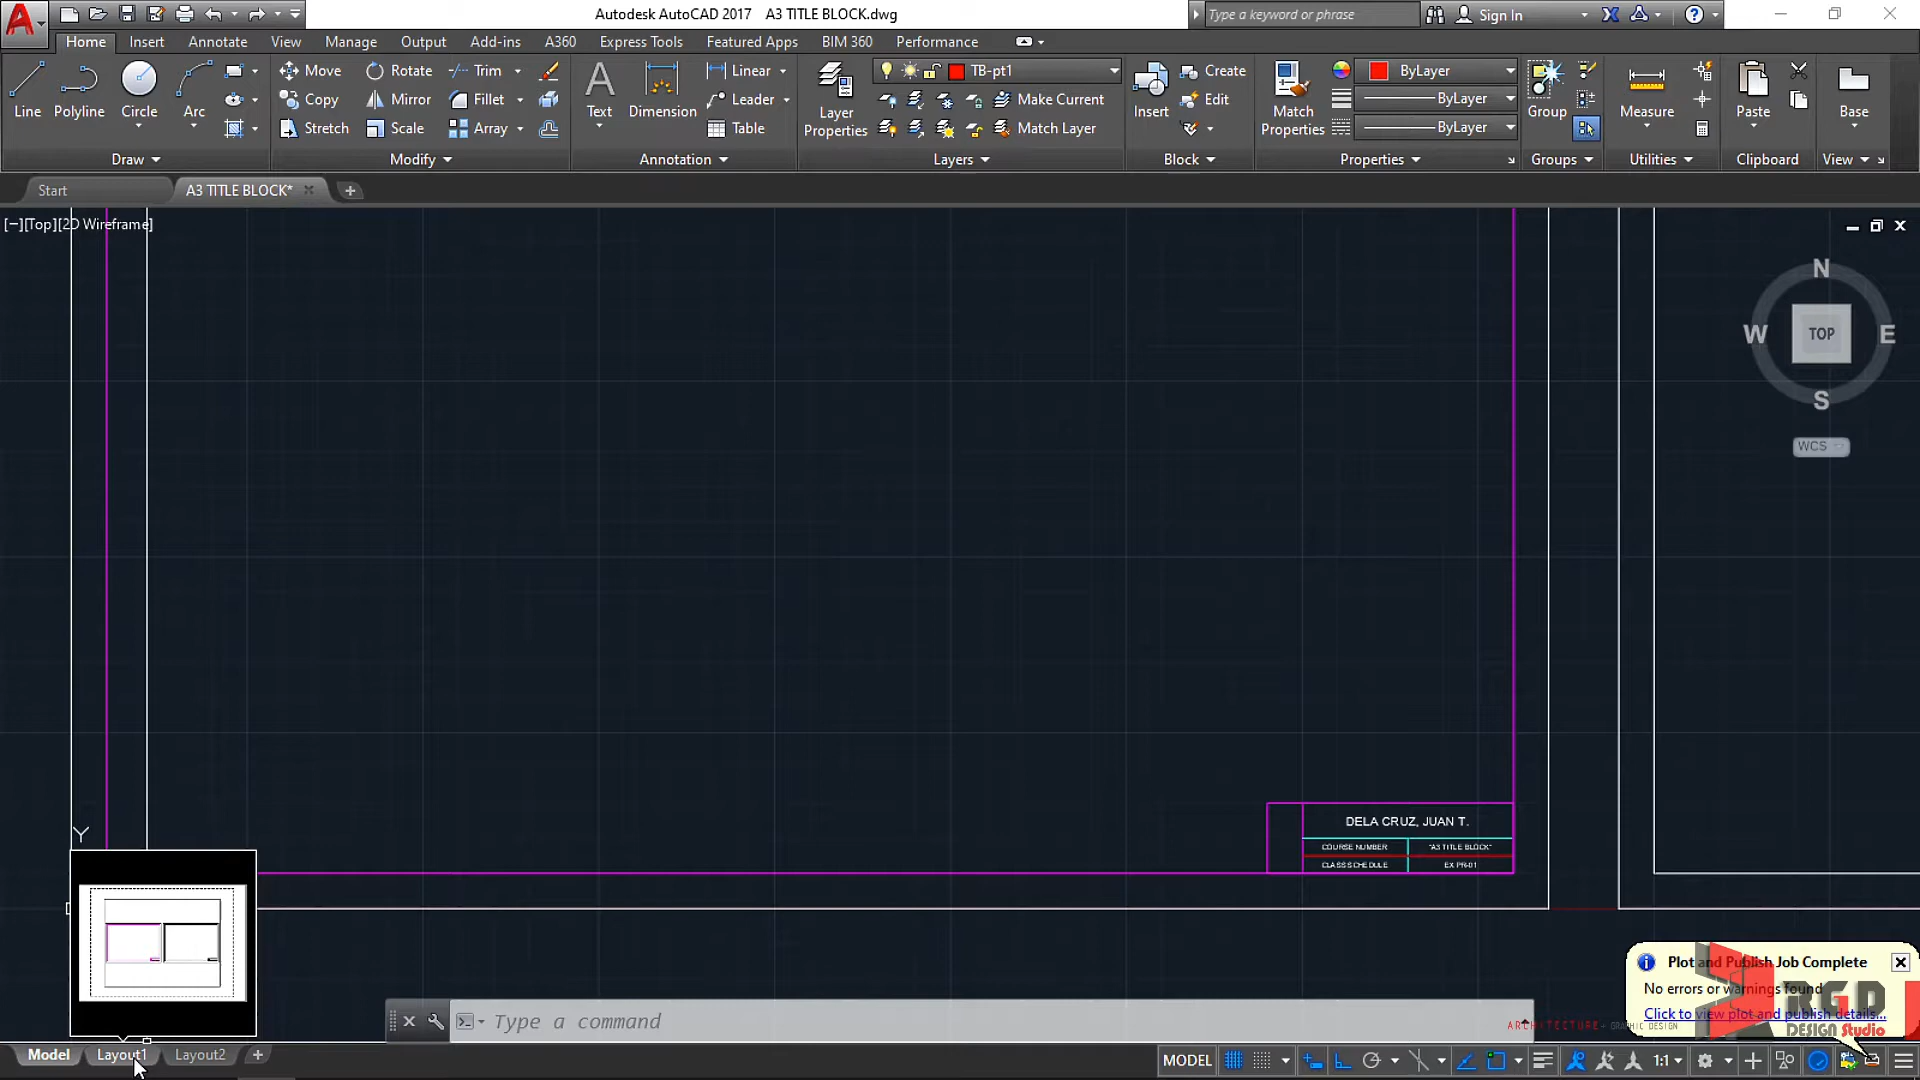 Autodesk AutoCAD 2017 A3 TITLE BLOCK.dwg
Type a keyword or phrase
Sign In
Home Insert Annotate View Manage Output Add-ins A360 Express Tools Featured Apps BIM 360 Performance
Line Polyline Circle Arc
Draw
Move Rotate Trim
Copy Mirror Fillet
Stretch Scale Array
Modify
Text Dimension
Linear
Leader
Table
Annotation
Layer Properties
TB-pt1
Make Current
Match Layer
Layers
Insert
Create
Edit
Block
Match Properties
ByLayer
ByLayer
ByLayer
Properties
Group
Groups
Measure
Utilities
Paste
Clipboard
Base
View
Start A3 TITLE BLOCK*
[−][Top][2D Wireframe]
N
W TOP E
S
WCS
Y
DELA CRUZ, JUAN T.
COURSE NUMBER "A3 TITLE BLOCK"
CLASS SCHEDULE EX PR-01
Plot and Publish Job Complete
No errors or warnings found
Click to view plot and publish details...
RGD
ARCHITECTURE + GRAPHIC DESIGN
DESIGN Studio
Type a command
Model Layout1 Layout2
MODEL 1:1